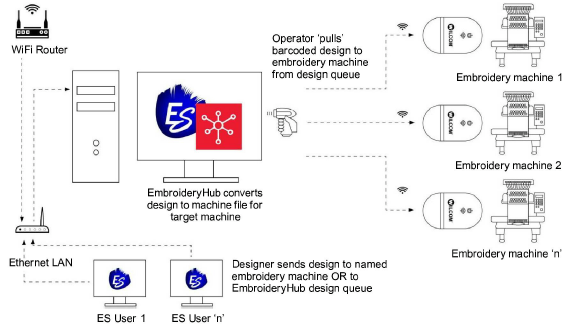 WiFi Router
Operator 'pulls'
barcoded design to
embroidery machine
from design queue
WILCOM
Embroidery machine 1
ES
WILCOM
Embroidery machine 2
EmbroideryHub converts
design to machine file for
target machine
WILCOM
Embroidery machine 'n'
Ethernet LAN
Designer sends design to named
embroidery machine OR to
EmbroideryHub design queue
ES
ES
ES User 1
ES User 'n'